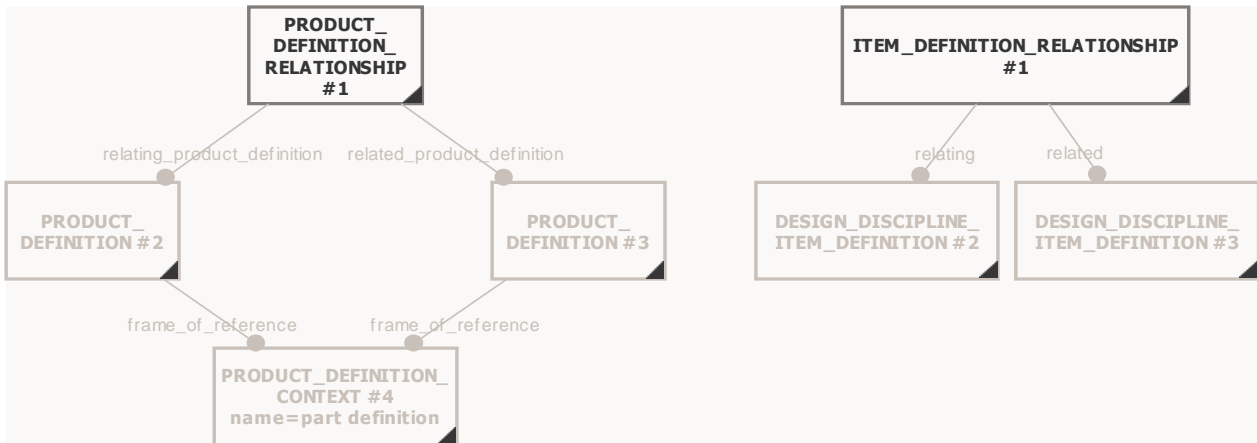 PRODUCT_
DEFINITION_
RELATIONSHIP
#1
ITEM_DEFINITION_RELATIONSHIP
#1
relating_product_definition
related_product_definition
relating
related
PRODUCT_
DEFINITION #2
PRODUCT_
DEFINITION #3
DESIGN_DISCIPLINE_
ITEM_DEFINITION #2
DESIGN_DISCIPLINE_
ITEM_DEFINITION #3
frame_of_reference
frame_of_reference
PRODUCT_DEFINITION_
CONTEXT #4
name=part definition